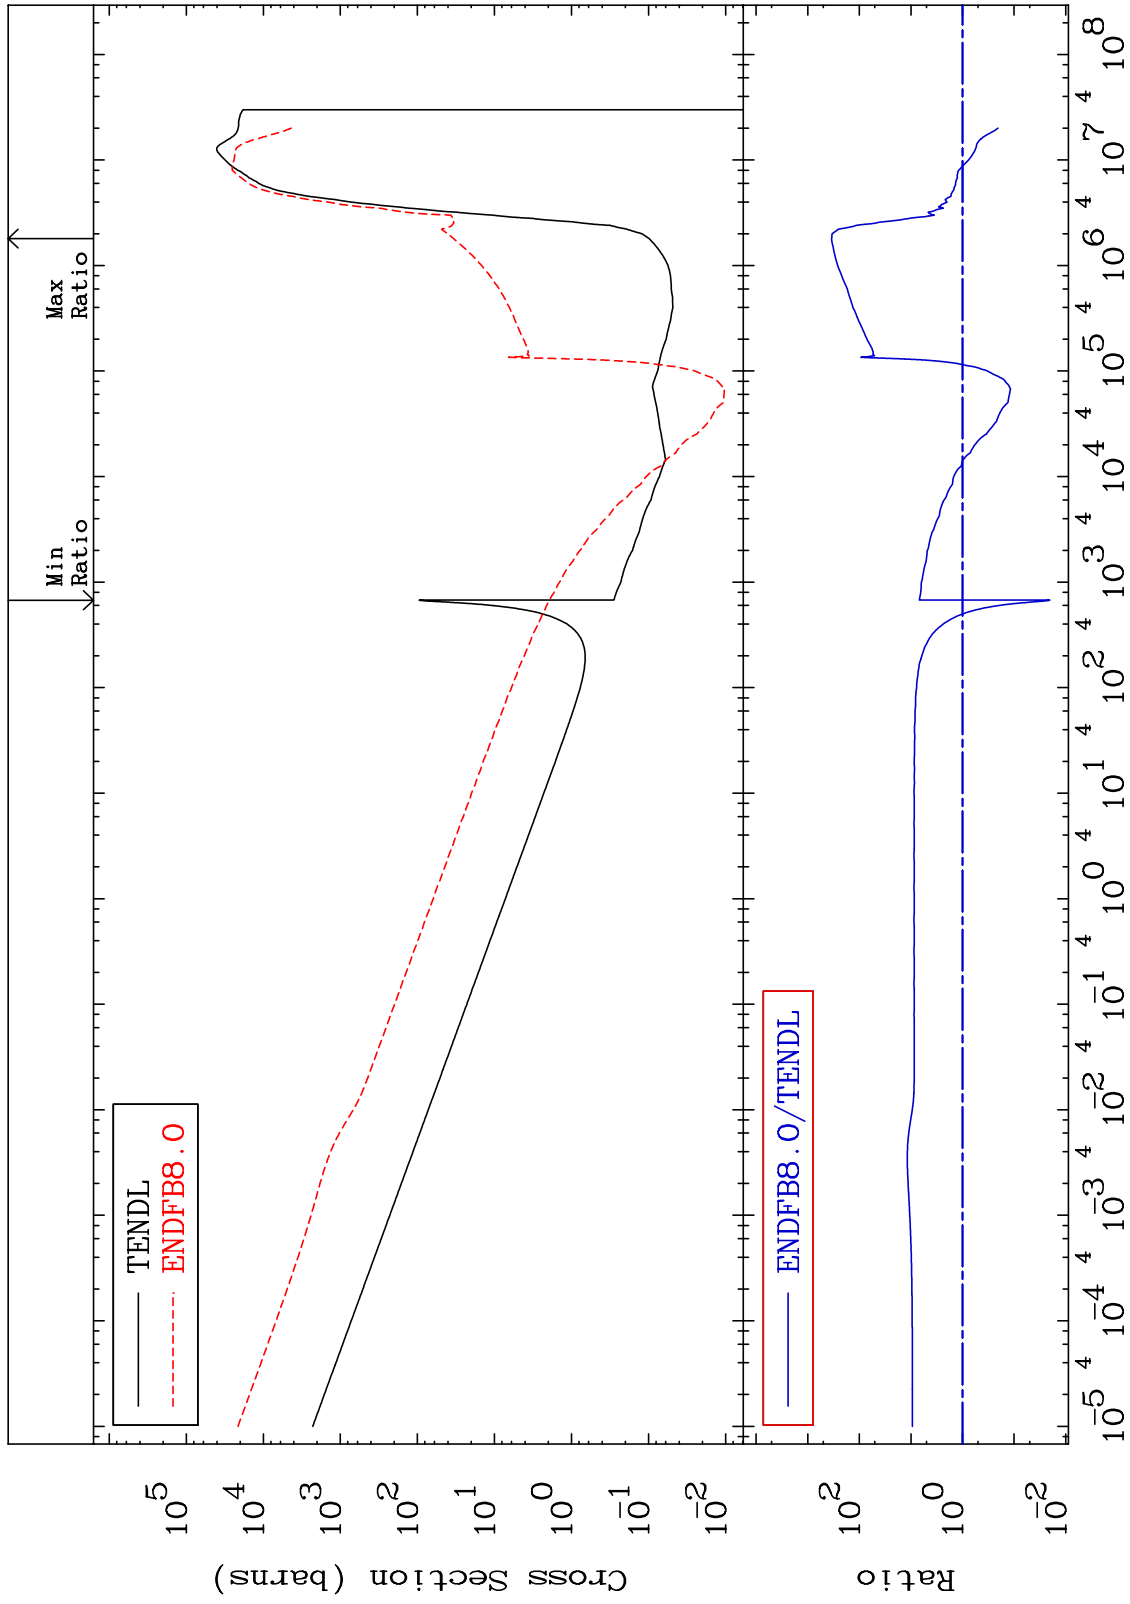 Min
Ratio
Max
Ratio
Cross Section (barns)
10^5
10^4
10^3
10^2
10^1
10^0
10^-1
10^-2
TENDL
ENDFB8.0
Ratio
10^2
10^0
10^-2
ENDFB8.0/TENDL
10^-5 4 10^-4 4 10^-3 4 10^-2 4 10^-1 4 10^0 4 10^1 4 10^2 4 10^3 4 10^4 4 10^5 4 10^6 4 10^7 4 10^8